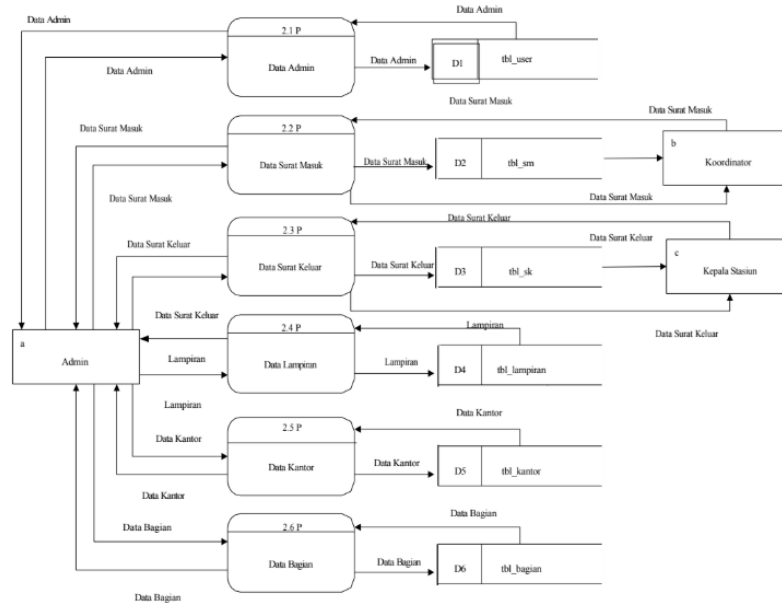 Data Admin
Data Admin
2.1 P
Data Admin
Data Admin
Data Admin
D1
tbl_user
Data Surat Masuk
Data Surat Masuk
Data Surat Masuk
2.2 P
Data Surat Masuk
Data Surat Masuk
D2
tbl_sm
b
Koordinator
Data Surat Masuk
Data Surat Masuk
Data Surat Keluar
Data Surat Keluar
Data Surat Keluar
2.3 P
Data Surat Keluar
Data Surat Keluar
D3
tbl_sk
c
Kepala Stasiun
Data Surat Keluar
Data Surat Keluar
a
Admin
2.4 P
Data Lampiran
Lampiran
Lampiran
Lampiran
D4
tbl_lampiran
Lampiran
Data Kantor
2.5 P
Data Kantor
Data Kantor
Data Kantor
D5
tbl_kantor
Data Kantor
Data Bagian
2.6 P
Data Bagian
Data Bagian
Data Bagian
D6
tbl_bagian
Data Bagian